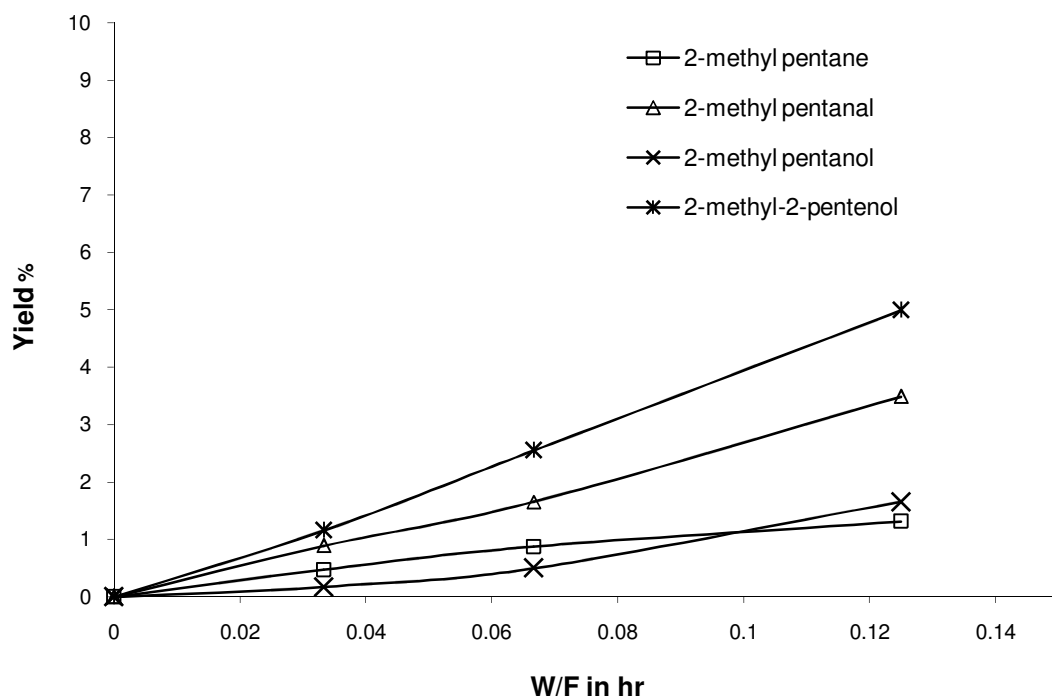 10
9
8
7
6
5
4
3
2
1
0
Yield %
2-methyl pentane
2-methyl pentanal
2-methyl pentanol
2-methyl-2-pentenol
0 0.02 0.04 0.06 0.08 0.1 0.12 0.14
W/F in hr